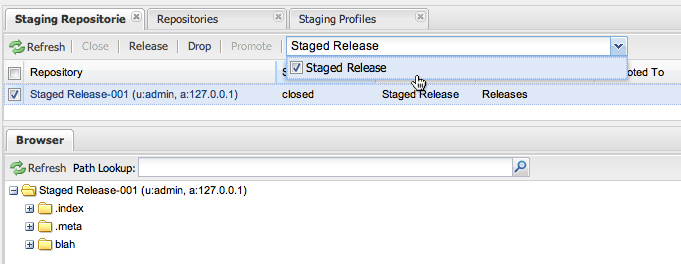 Staging Repositorie Repositories Staging Profiles
Refresh Close Release Drop Promote Staged Release
Staged Release
Repository
Staged Release-001 (u:admin, a:127.0.0.1) closed Staged Release Releases
Browser
Refresh Path Lookup:
Staged Release-001 (u:admin, a:127.0.0.1)
.index
.meta
blah